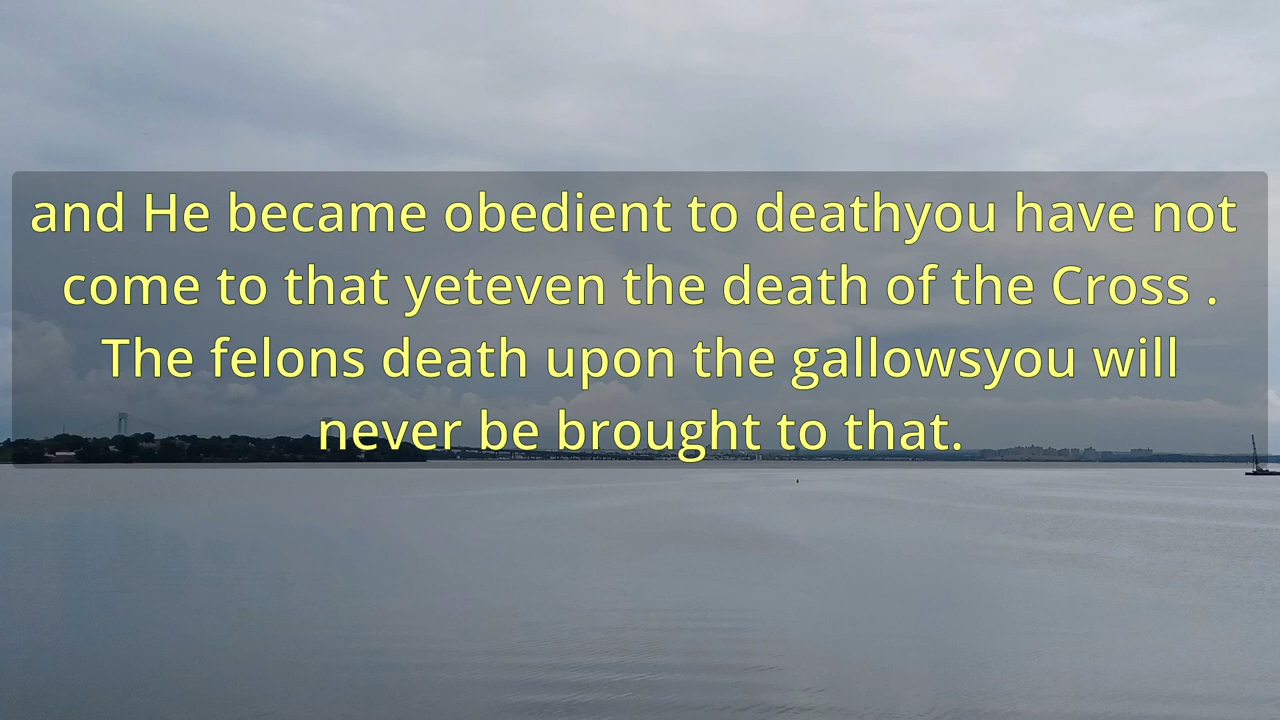 and He became obedient to deathyou have not
come to that yeteven the death of the Cross .
The felons death upon the gallowsyou will
never be brought to that.